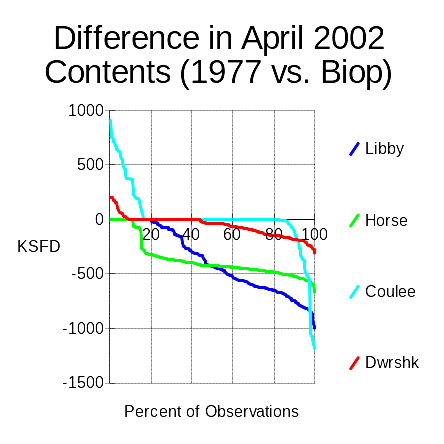 Difference in April 2002
Contents (1977 vs. Biop)
1000
500
0
-500
-1000
-1500
KSFD
20
40
60
80
100
Percent of Observations
Libby
Horse
Coulee
Dwrshk